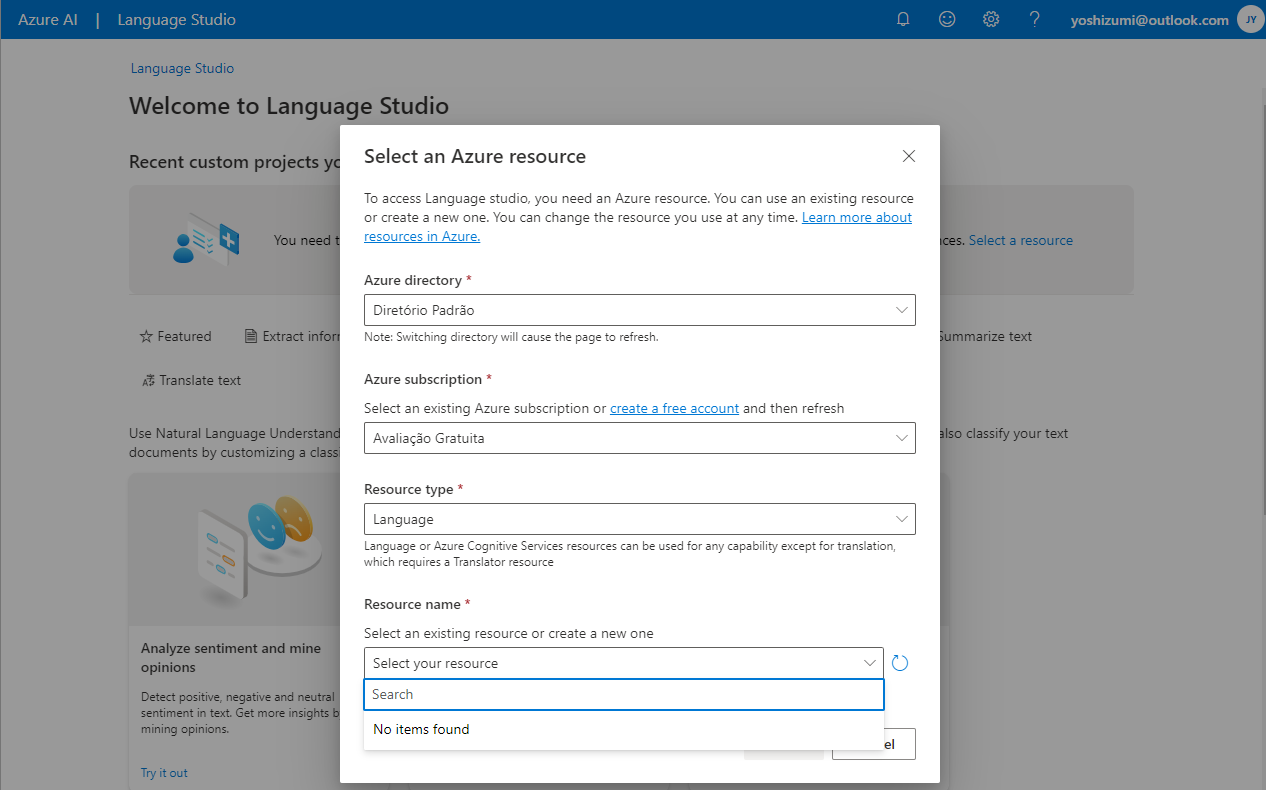 Azure AI | Language Studio
yoshizumi@outlook.com JY
Language Studio
Welcome to Language Studio
Recent custom projects
You need
Select a resource
Featured
Extract
Summarize text
Translate text
Use Natural Language
also classify your text
documents by customizing a
Analyze sentiment and mine
opinions
Detect positive, negative and neutral
sentiment in text. Get more insights
mining opinions.
Try it out
Select an Azure resource
To access Language studio, you need an Azure resource. You can use an existing resource
or create a new one. You can change the resource you use at any time. Learn more about
resources in Azure.
Azure directory *
Diretório Padrão
Note: Switching directory will cause the page to refresh.
Azure subscription *
Select an existing Azure subscription or create a free account and then refresh
Avaliação Gratuita
Resource type *
Language
Language or Azure Cognitive Services resources can be used for any capability except for translation,
which requires a Translator resource
Resource name *
Select an existing resource or create a new one
Select your resource
Search
No items found